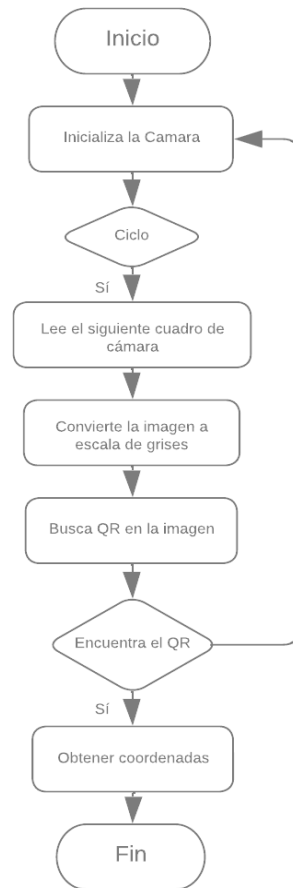 Inicio
Inicializa la Camara
Ciclo
Sí
Lee el siguiente cuadro de
cámara
Convierte la imagen a
escala de grises
Busca QR en la imagen
Encuentra el QR
Sí
Obtener coordenadas
Fin